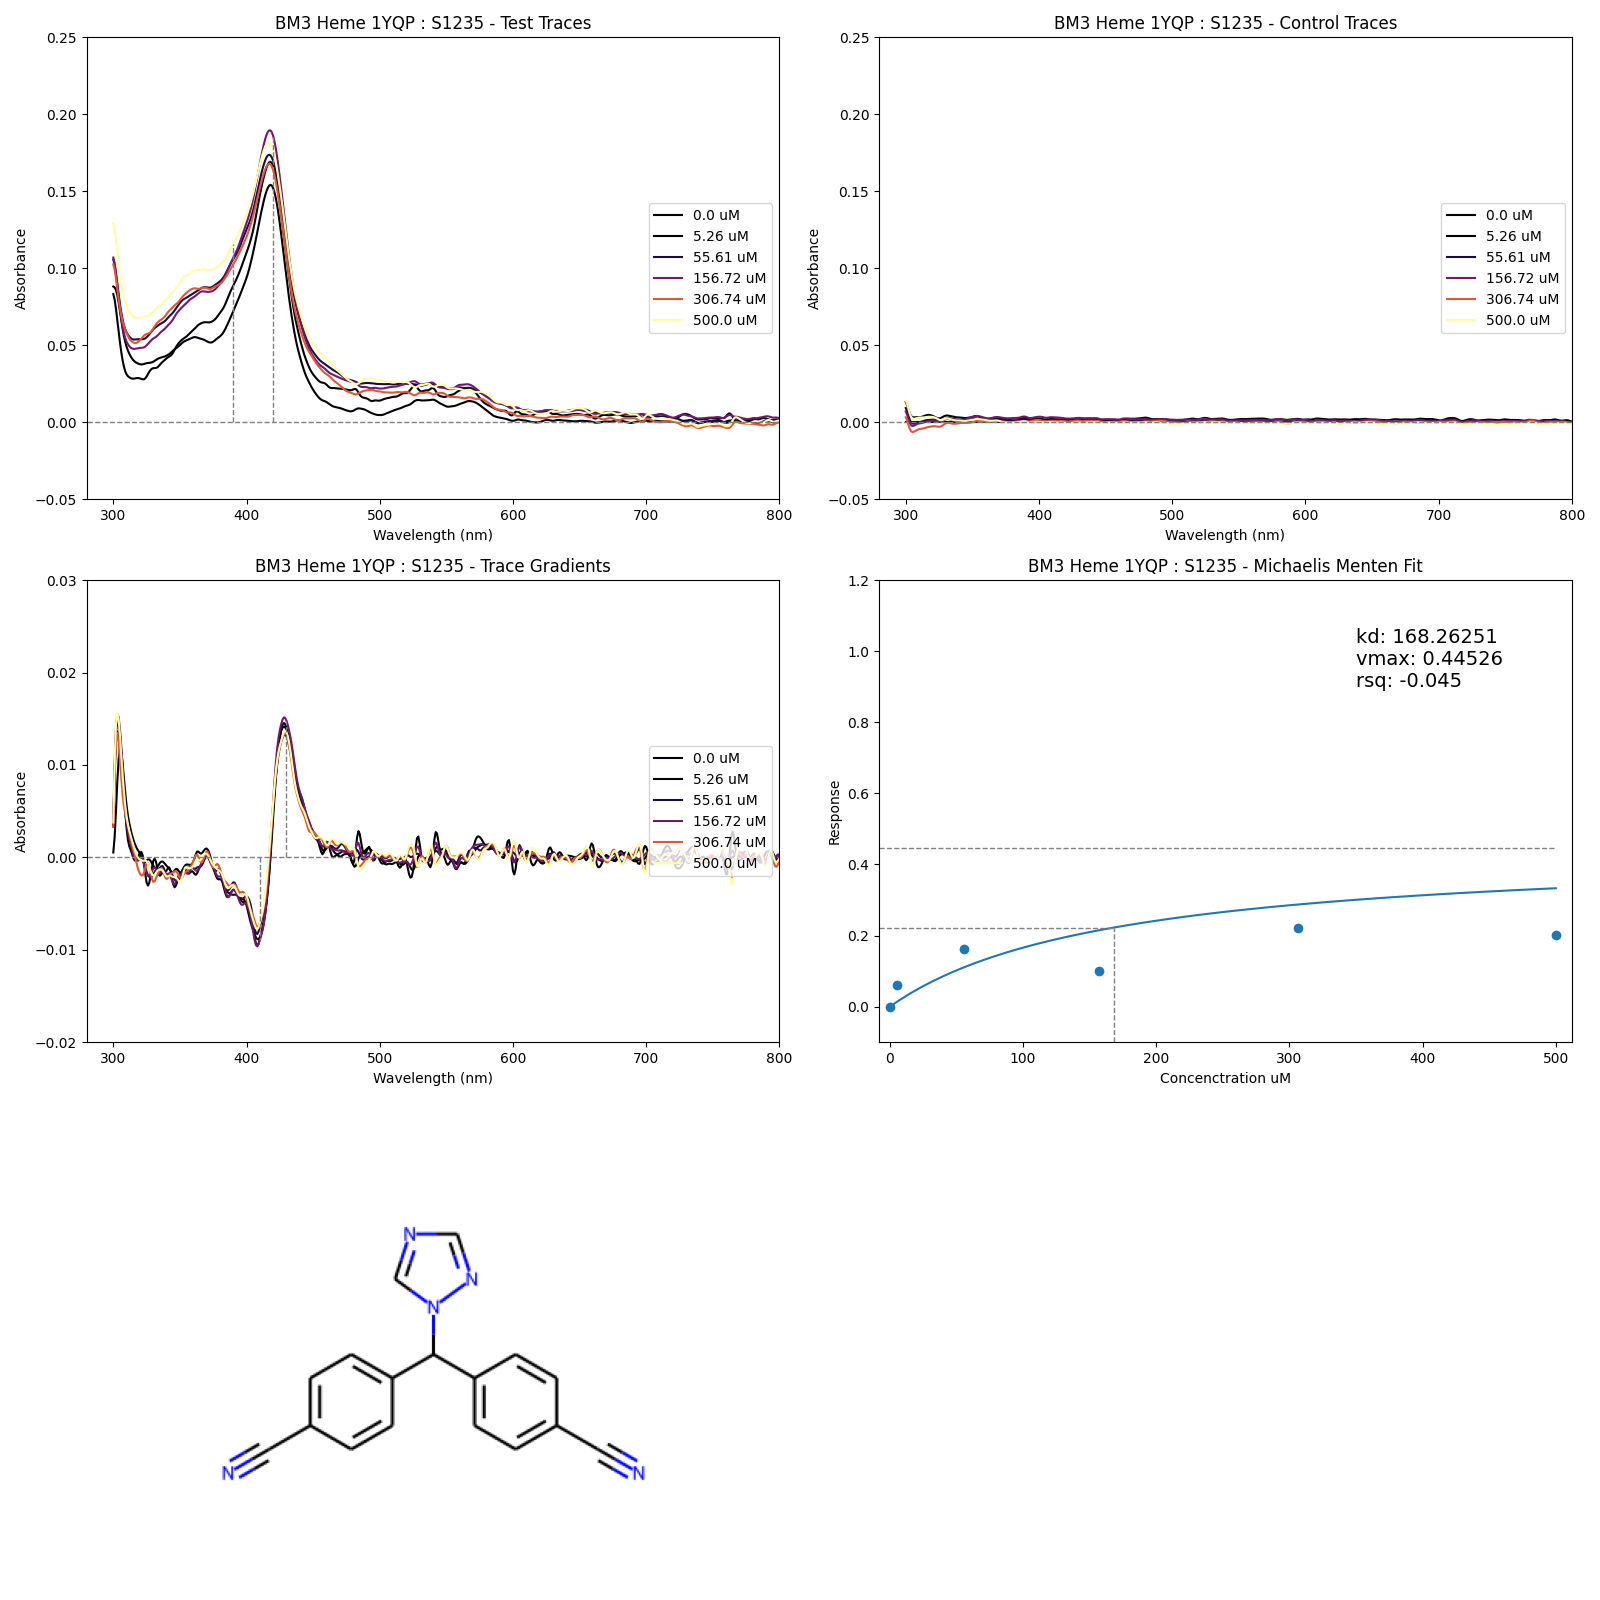 BM3 Heme 1YQP : S1235 - Test Traces
0.25
0.20
0.15
0.10
0.05
0.00
−0.05
Absorbance
300
400
500
600
700
800
Wavelength (nm)
0.0 uM
5.26 uM
55.61 uM
156.72 uM
306.74 uM
500.0 uM
BM3 Heme 1YQP : S1235 - Control Traces
0.25
0.20
0.15
0.10
0.05
0.00
−0.05
Absorbance
300
400
500
600
700
800
Wavelength (nm)
0.0 uM
5.26 uM
55.61 uM
156.72 uM
306.74 uM
500.0 uM
BM3 Heme 1YQP : S1235 - Trace Gradients
0.03
0.02
0.01
0.00
−0.01
−0.02
Absorbance
300
400
500
600
700
800
Wavelength (nm)
0.0 uM
5.26 uM
55.61 uM
156.72 uM
306.74 uM
500.0 uM
BM3 Heme 1YQP : S1235 - Michaelis Menten Fit
1.2
1.0
0.8
0.6
0.4
0.2
0.0
Response
kd: 168.26251
vmax: 0.44526
rsq: -0.045
0
100
200
300
400
500
Concenctration uM
N
N
N
N
N